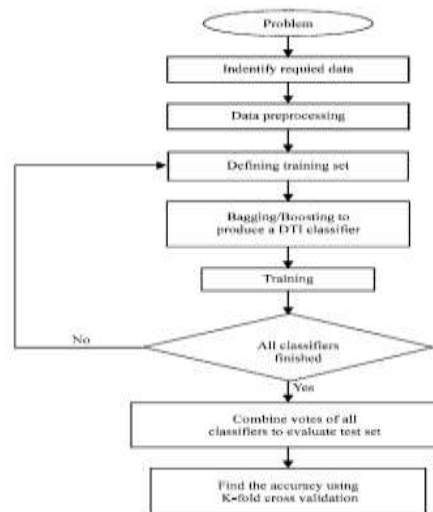 Problem
Indentify requied data
Data preprocessing
Defining training set
Bagging/Boosting to
produce a DTI classifier
Training
All classifiers
finished
No
Yes
Combine votes of all
classifiers to evaluate test set
Find the accuracy using
K-fold cross validation